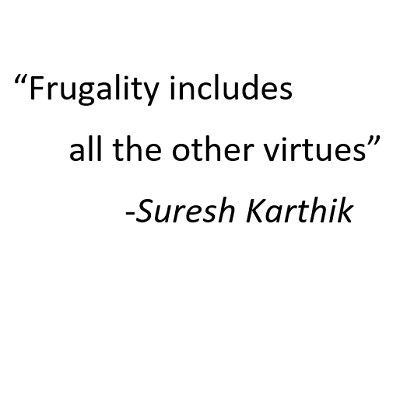 “Frugality includes
all the other virtues”
-Suresh Karthik